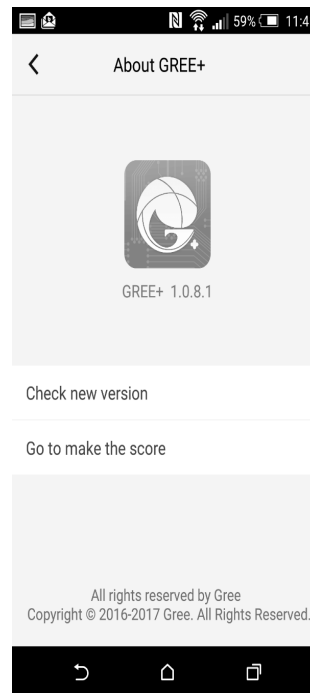 59% 11:4
About GREE+
GREE+ 1.0.8.1
Check new version
Go to make the score
All rights reserved by Gree
Copyright © 2016-2017 Gree. All Rights Reserved.